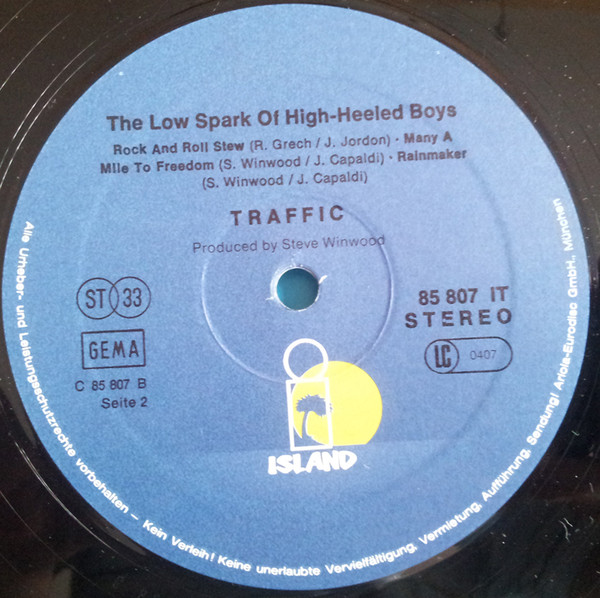 The Low Spark Of High-Heeled Boys
Rock And Roll Stew (R. Grech / J. Jordon) · Many A
Mile To Freedom (S. Winwood / J. Capaldi) · Rainmaker
(S. Winwood / J. Capaldi)
TRAFFIC
Produced by Steve Winwood
ST 33
GEMA
C 85 807 B
Seite 2
85 807 IT
STEREO
LC 0407
ISLAND
Alle Urheber- und Leistungsschutzrechte vorbehalten – Kein Verleih! Keine unerlaubte Vervielfältigung, Vermietung, Aufführung, Sendung! Ariola-Eurodisc GmbH., München